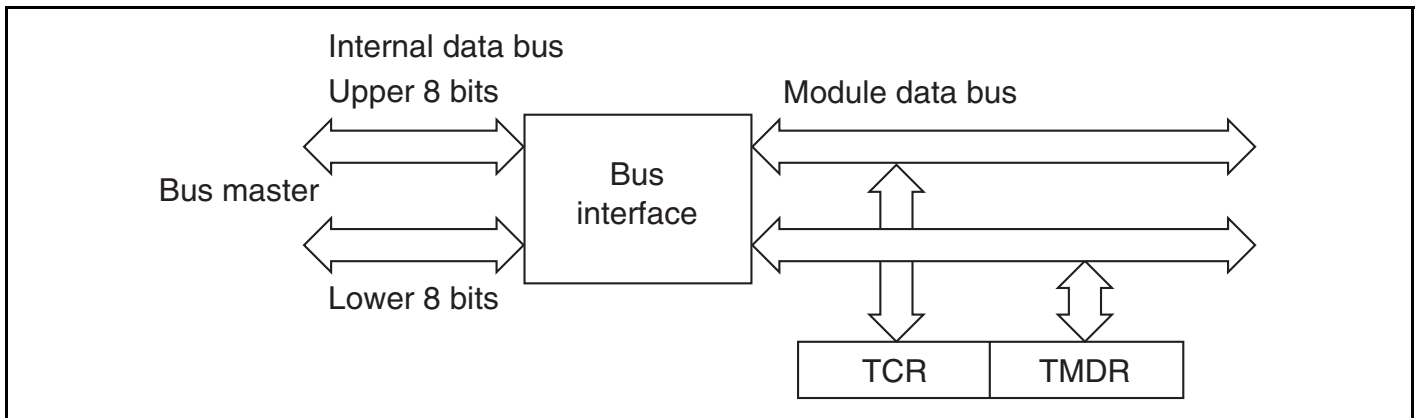 Internal data bus
Upper 8 bits
Module data bus
Bus master
Bus
interface
Lower 8 bits
TCR
TMDR